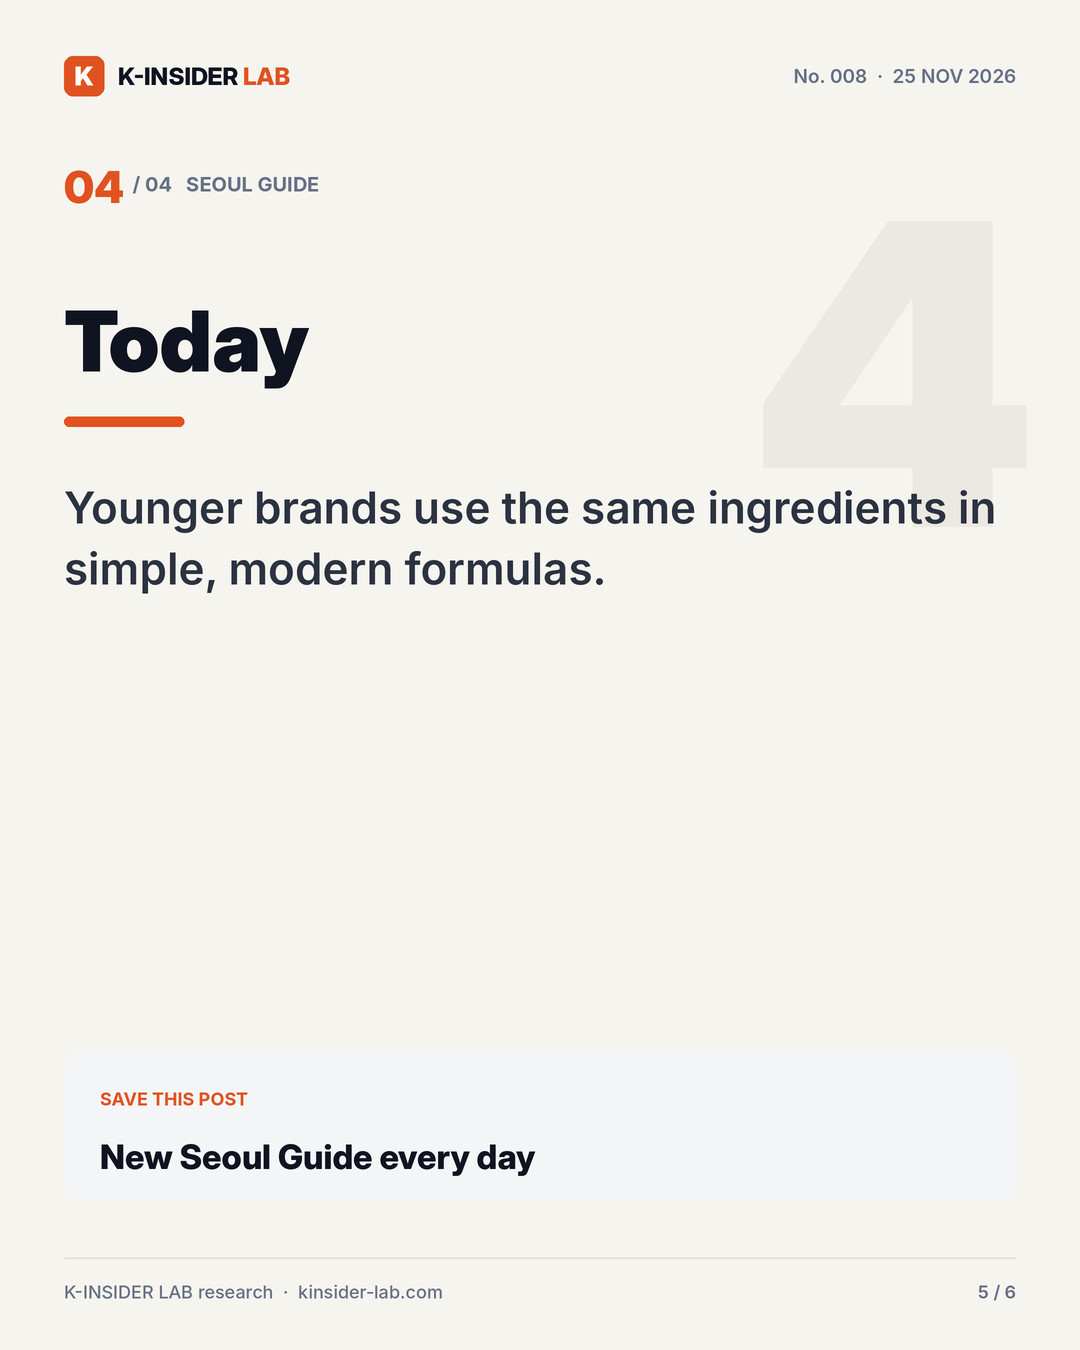 K K-INSIDER LAB
No. 008 · 25 NOV 2026
04 / 04 SEOUL GUIDE
4
Today
Younger brands use the same ingredients in
simple, modern formulas.
SAVE THIS POST
New Seoul Guide every day
K-INSIDER LAB research · kinsider-lab.com
5 / 6